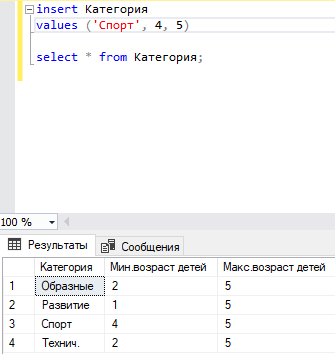 insert Категория
values ('Спорт', 4, 5)
select * from Категория;
100 %
Результаты Сообщения
Категория Мин.возраст детей Макс.возраст детей
1 Образные 2 5
2 Развитие 1 5
3 Спорт 4 5
4 Технич. 2 5